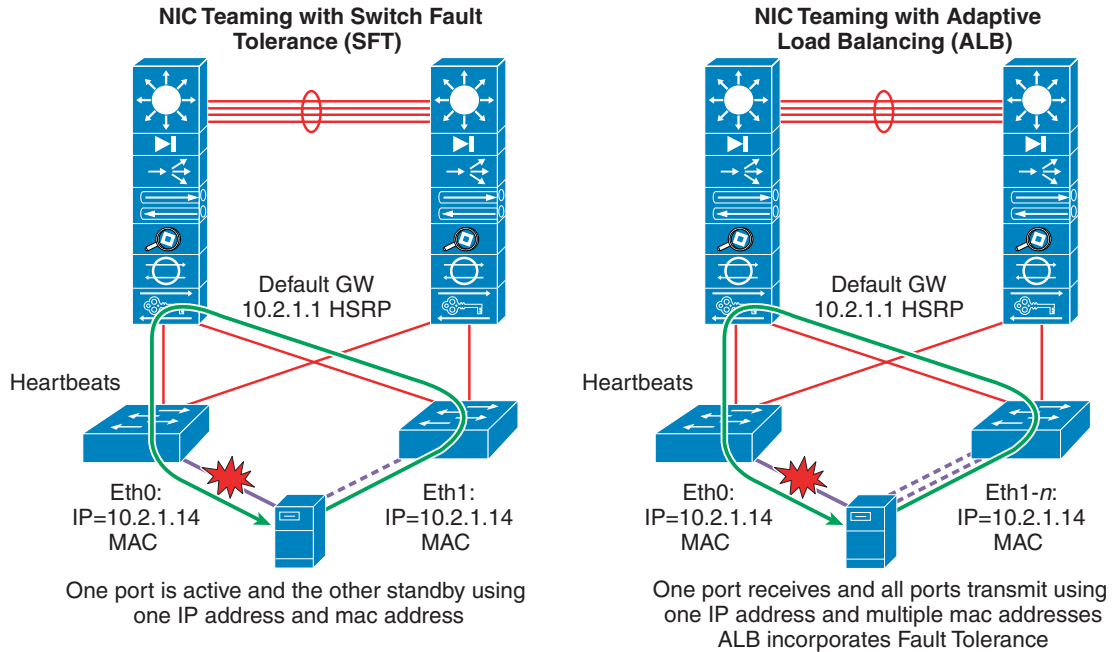 NIC Teaming with Switch Fault
Tolerance (SFT)
Default GW
10.2.1.1 HSRP
Heartbeats
Eth0:
IP=10.2.1.14
MAC
Eth1:
IP=10.2.1.14
MAC
One port is active and the other standby using
one IP address and mac address
NIC Teaming with Adaptive
Load Balancing (ALB)
Default GW
10.2.1.1 HSRP
Heartbeats
Eth0:
IP=10.2.1.14
MAC
Eth1-n:
IP=10.2.1.14
MAC
One port receives and all ports transmit using
one IP address and multiple mac addresses
ALB incorporates Fault Tolerance